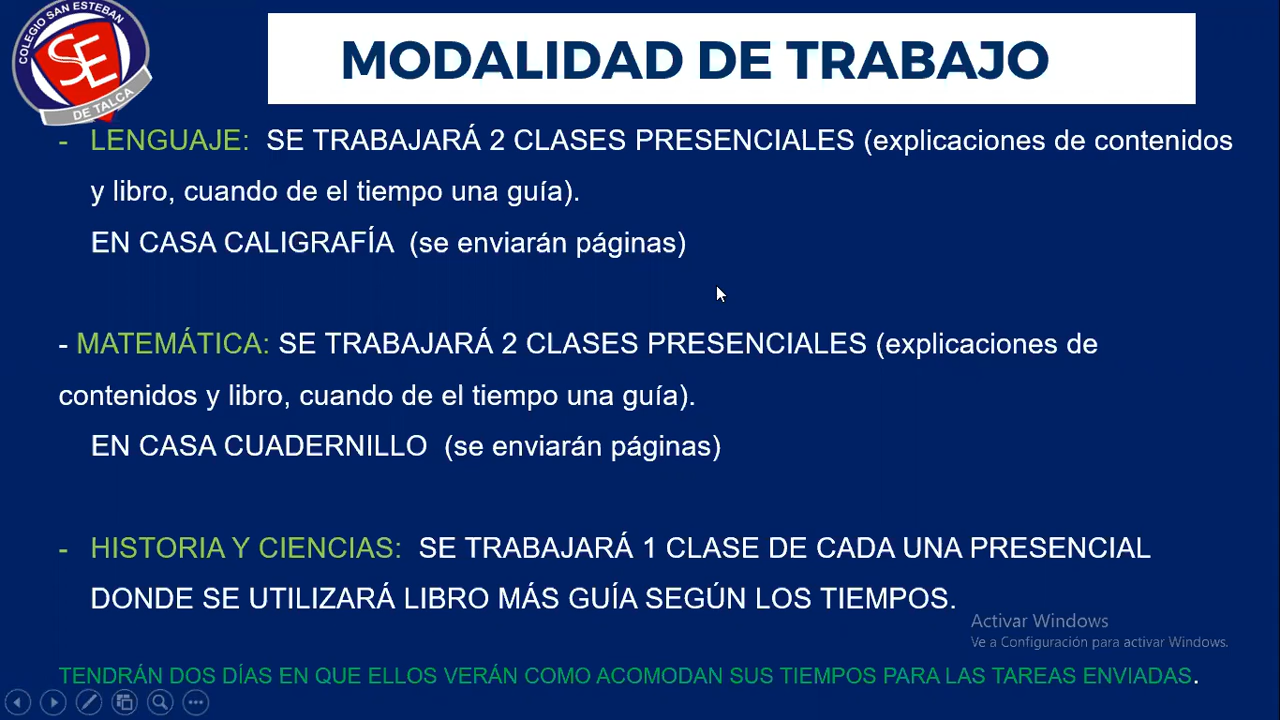 COLEGIO SAN ESTEBAN
SE
DE TALCA
MODALIDAD DE TRABAJO
- LENGUAJE: SE TRABAJARÁ 2 CLASES PRESENCIALES (explicaciones de contenidos
y libro, cuando de el tiempo una guía).
EN CASA CALIGRAFÍA (se enviarán páginas)
- MATEMÁTICA: SE TRABAJARÁ 2 CLASES PRESENCIALES (explicaciones de
contenidos y libro, cuando de el tiempo una guía).
EN CASA CUADERNILLO (se enviarán páginas)
- HISTORIA Y CIENCIAS: SE TRABAJARÁ 1 CLASE DE CADA UNA PRESENCIAL
DONDE SE UTILIZARÁ LIBRO MÁS GUÍA SEGÚN LOS TIEMPOS.
Activar Windows
Ve a Configuración para activar Windows.
TENDRÁN DOS DÍAS EN QUE ELLOS VERÁN COMO ACOMODAN SUS TIEMPOS PARA LAS TAREAS ENVIADAS.